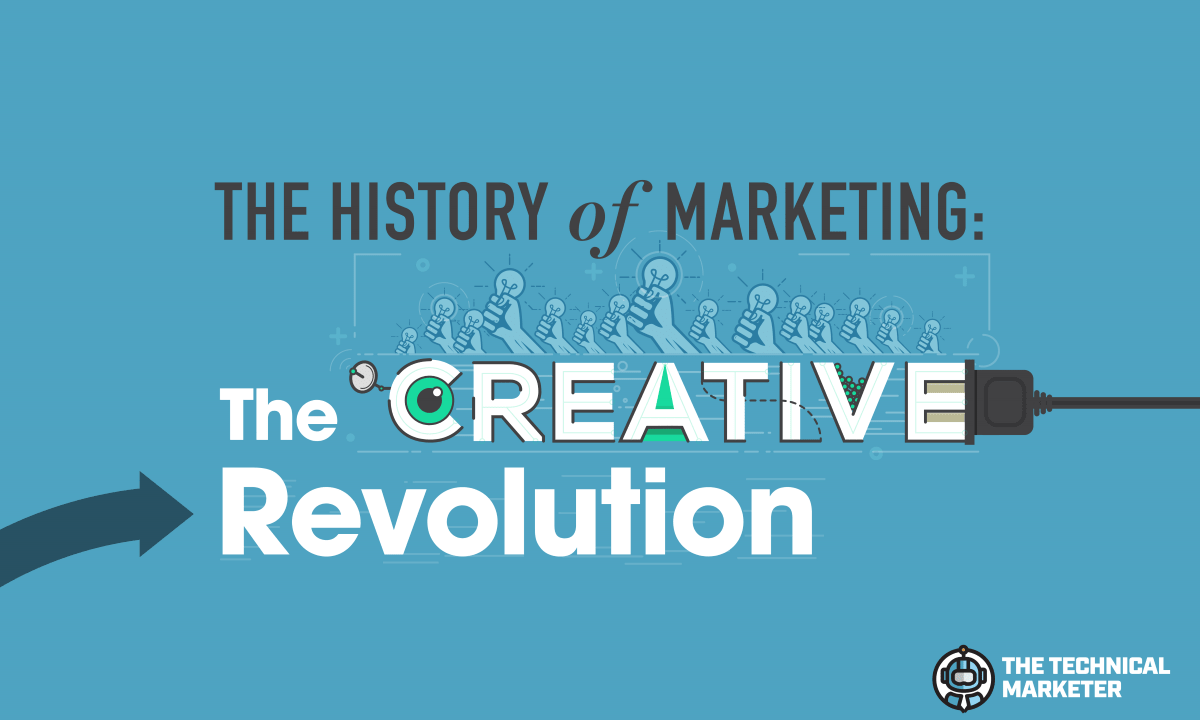 THE HISTORY of MARKETING:
The CREATIVE
Revolution
THE TECHNICAL
MARKETER